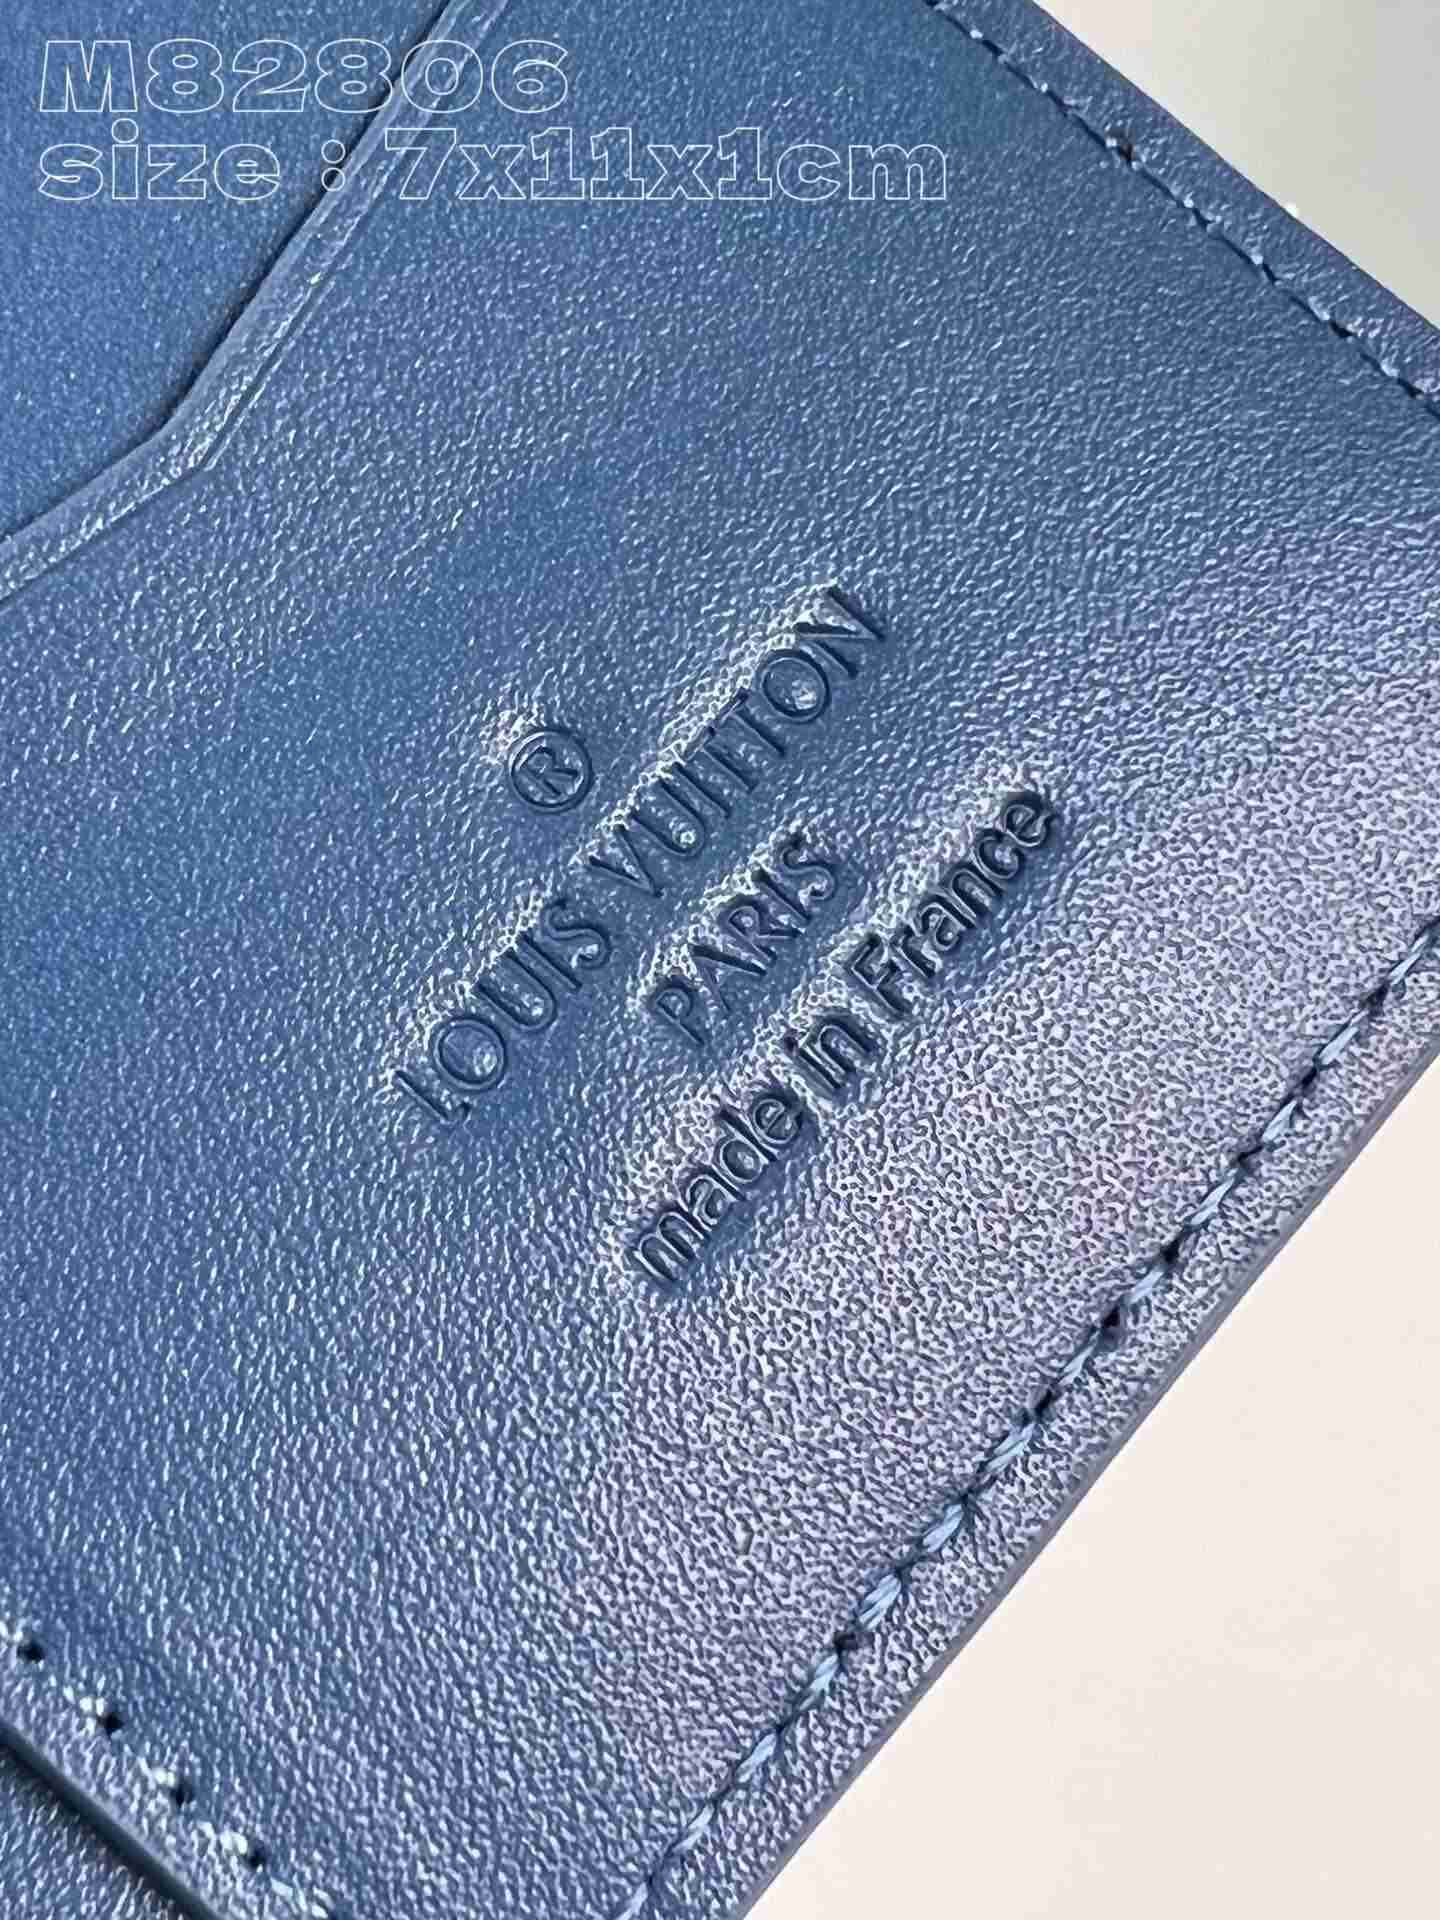 M82806
size : 7x11x1cm
®
LOUIS VUITTON
PARIS
made in France